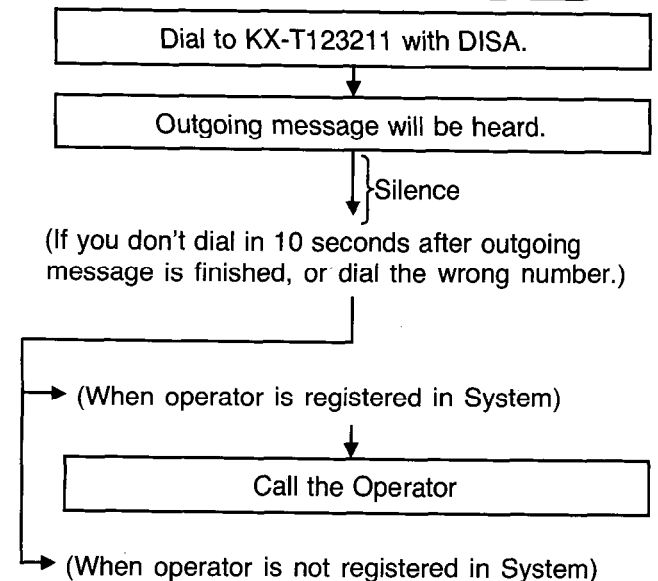 Dial to KX-T123211 with DISA.
Outgoing message will be heard.
Silence
(If you don't dial in 10 seconds after outgoing
message is finished, or dial the wrong number.)
(When operator is registered in System)
Call the Operator
(When operator is not registered in System)